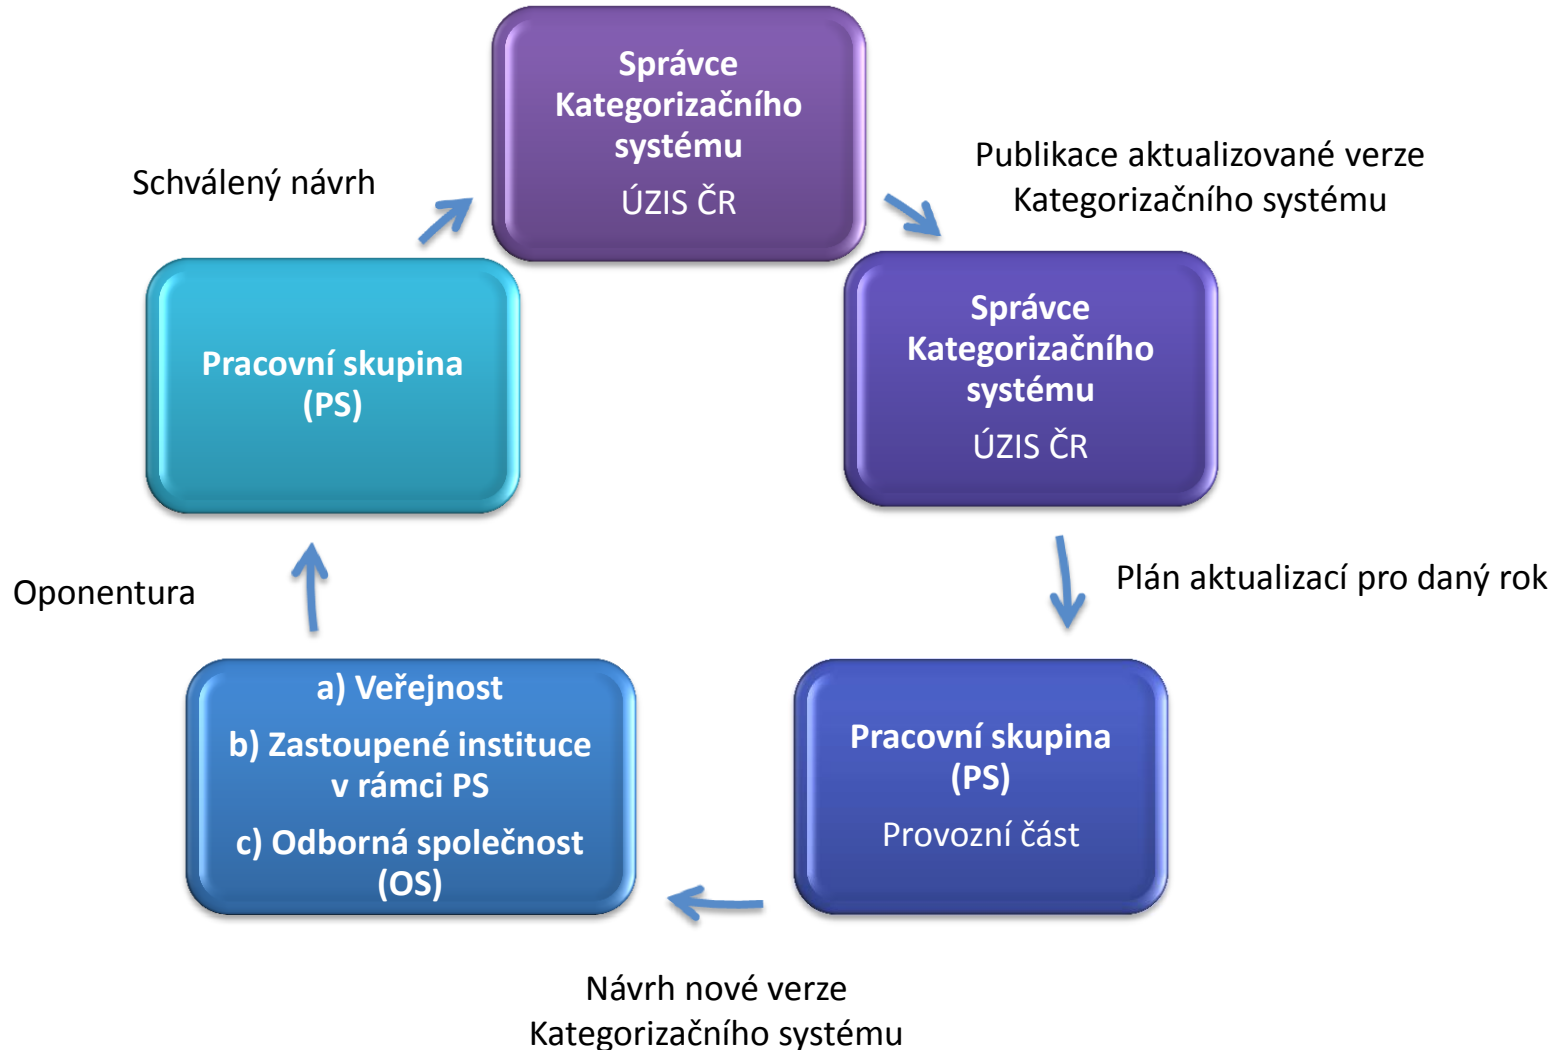 Správce
Kategorizačního
systému
ÚZIS ČR
Publikace aktualizované verze
Kategorizačního systému
Schválený návrh
Správce
Kategorizačního
systému
ÚZIS ČR
Pracovní skupina
(PS)
Plán aktualizací pro daný rok
Oponentura
a) Veřejnost
b) Zastoupené instituce
v rámci PS
c) Odborná společnost
(OS)
Pracovní skupina
(PS)
Provozní část
Návrh nové verze
Kategorizačního systému